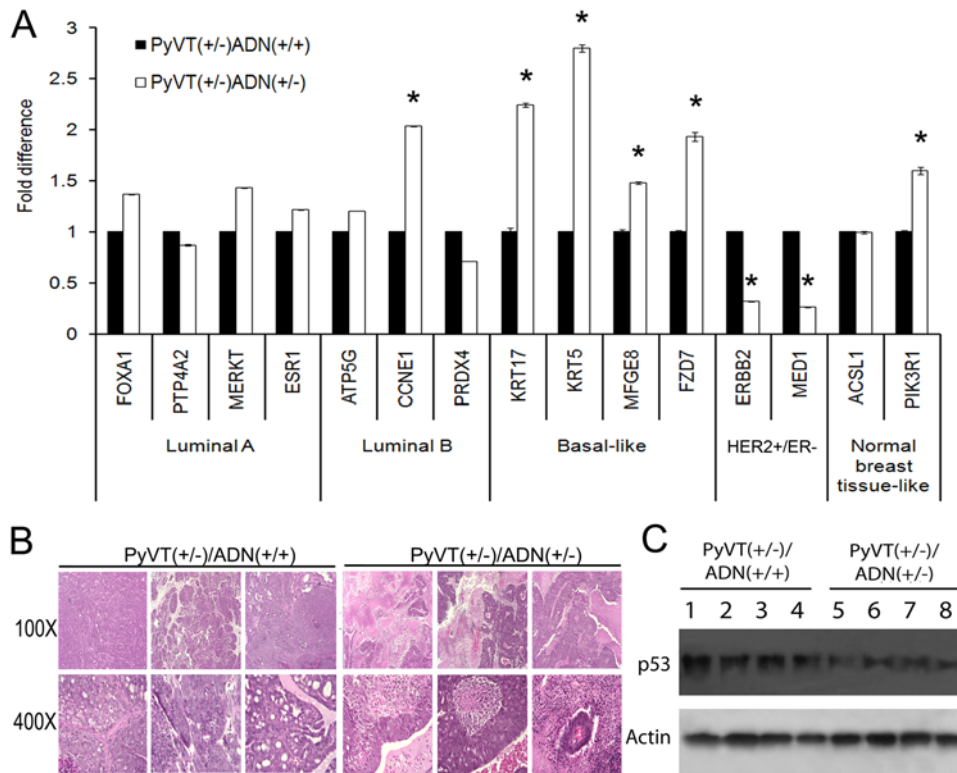 A
PyVT(+/-)ADN(+/+)
PyVT(+/-)ADN(+/-)
Fold difference
3
2.5
2
1.5
1
0.5
0
* * * * * * * *
FOXA1 PTP4A2 MERKT ESR1 ATP5G CCNE1 PRDX4 KRT17 KRT5 MFGE8 FZD7 ERBB2 MED1 ACSL1 PIK3R1
Luminal A Luminal B Basal-like HER2+/ER- Normal
breast
tissue-like
B
PyVT(+/-)/ADN(+/+) PyVT(+/-)/ADN(+/-)
100X
400X
C
PyVT(+/-)/ PyVT(+/-)/
ADN(+/+) ADN(+/-)
1 2 3 4 5 6 7 8
p53
Actin